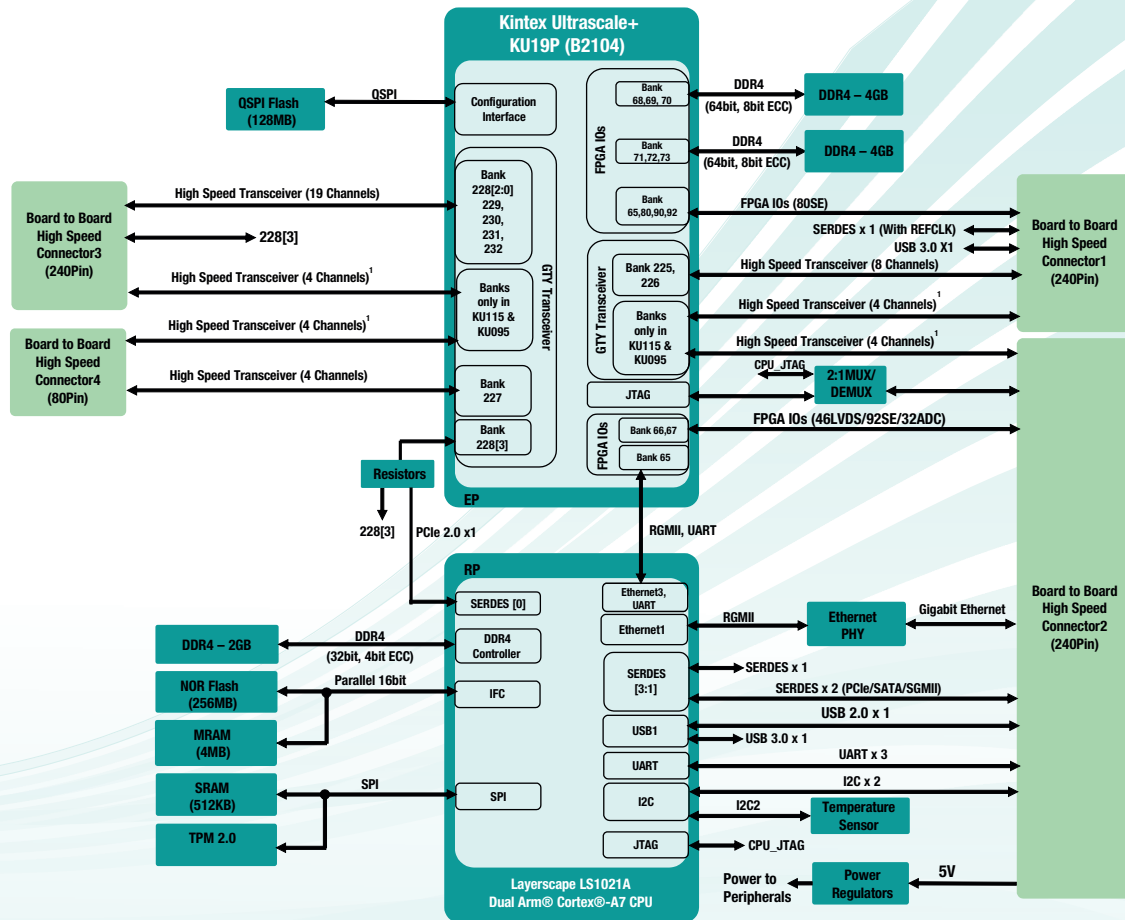 Kintex Ultrascale+
KU19P (B2104)
QSPI Flash
(128MB)
QSPI
Configuration
Interface
FPGA IOs
Bank
68,69, 70
DDR4
(64bit, 8bit ECC)
DDR4 – 4GB
Bank
71,72,73
DDR4
(64bit, 8bit ECC)
DDR4 – 4GB
Bank
65,80,90,92
FPGA IOs (80SE)
Board to Board
High Speed
Connector3
(240Pin)
High Speed Transceiver (19 Channels)
228[3]
High Speed Transceiver (4 Channels)1
Bank
228[2:0]
229,
230,
231,
232
GTY Transceiver
Banks
only in
KU115 &
KU095
Board to Board
High Speed
Connector4
(80Pin)
High Speed Transceiver (4 Channels)1
High Speed Transceiver (4 Channels)
Bank
227
Bank
228[3]
SERDES x 1 (With REFCLK)
USB 3.0 X1
Board to Board
High Speed
Connector1
(240Pin)
GTY Transceiver
Bank 225,
226
High Speed Transceiver (8 Channels)
Banks
only in
KU115 &
KU095
High Speed Transceiver (4 Channels)1
High Speed Transceiver (4 Channels)1
CPU_JTAG
JTAG
2:1MUX/
DEMUX
FPGA IOs
Bank 66,67
FPGA IOs (46LVDS/92SE/32ADC)
Bank 65
Resistors
EP
228[3]
PCIe 2.0 x1
RGMII, UART
RP
SERDES [0]
Ethernet3,
UART
Ethernet1
RGMII
Ethernet
PHY
Gigabit Ethernet
Board to Board
High Speed
Connector2
(240Pin)
DDR4 – 2GB
DDR4
(32bit, 4bit ECC)
DDR4
Controller
SERDES
[3:1]
SERDES x 1
SERDES x 2 (PCIe/SATA/SGMII)
NOR Flash
(256MB)
Parallel 16bit
IFC
MRAM
(4MB)
USB1
USB 2.0 x 1
USB 3.0 x 1
UART
UART x 3
SRAM
(512KB)
SPI
SPI
I2C
I2C x 2
I2C2
Temperature
Sensor
TPM 2.0
JTAG
CPU_JTAG
Layerscape LS1021A
Dual Arm® Cortex®-A7 CPU
Power to
Peripherals
Power
Regulators
5V